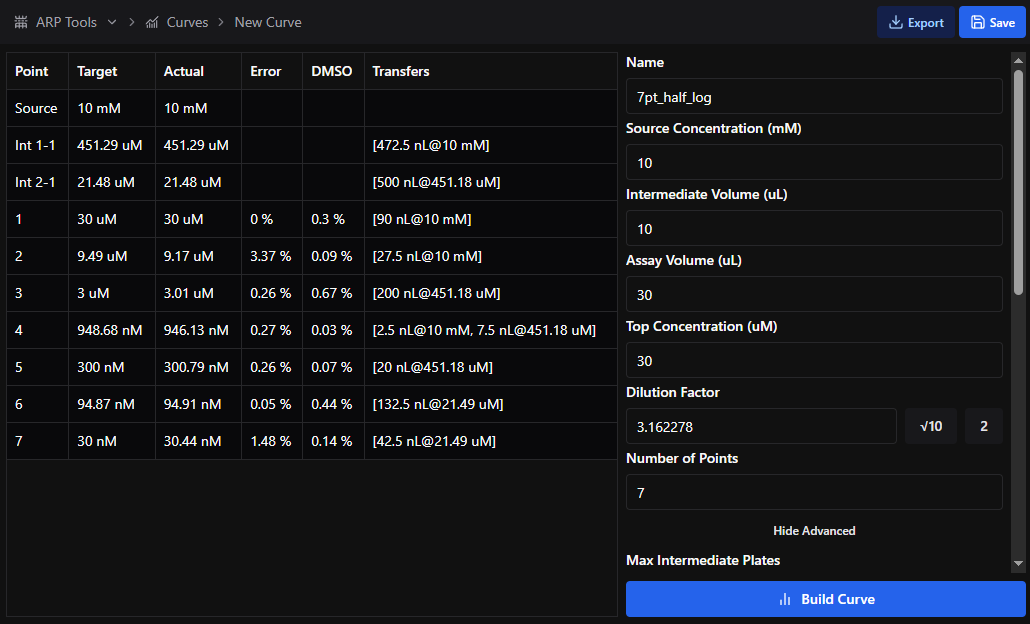 ARP Tools > Curves > New Curve
Export
Save
Point Target Actual Error DMSO Transfers
Source 10 mM 10 mM
Int 1-1 451.29 uM 451.29 uM [472.5 nL@10 mM]
Int 2-1 21.48 uM 21.48 uM [500 nL@451.18 uM]
1 30 uM 30 uM 0 % 0.3 % [90 nL@10 mM]
2 9.49 uM 9.17 uM 3.37 % 0.09 % [27.5 nL@10 mM]
3 3 uM 3.01 uM 0.26 % 0.67 % [200 nL@451.18 uM]
4 948.68 nM 946.13 nM 0.27 % 0.03 % [2.5 nL@10 mM, 7.5 nL@451.18 uM]
5 300 nM 300.79 nM 0.26 % 0.07 % [20 nL@451.18 uM]
6 94.87 nM 94.91 nM 0.05 % 0.44 % [132.5 nL@21.49 uM]
7 30 nM 30.44 nM 1.48 % 0.14 % [42.5 nL@21.49 uM]
Name
7pt_half_log
Source Concentration (mM)
10
Intermediate Volume (uL)
10
Assay Volume (uL)
30
Top Concentration (uM)
30
Dilution Factor
3.162278 √10 2
Number of Points
7
Hide Advanced
Max Intermediate Plates
Build Curve